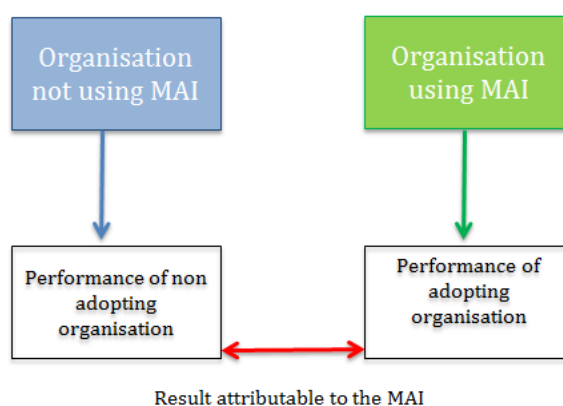 Organisation
not using MAI
Organisation
using MAI
Performance of non
adopting
organisation
Performance of
adopting
organisation
Result attributable to the MAI